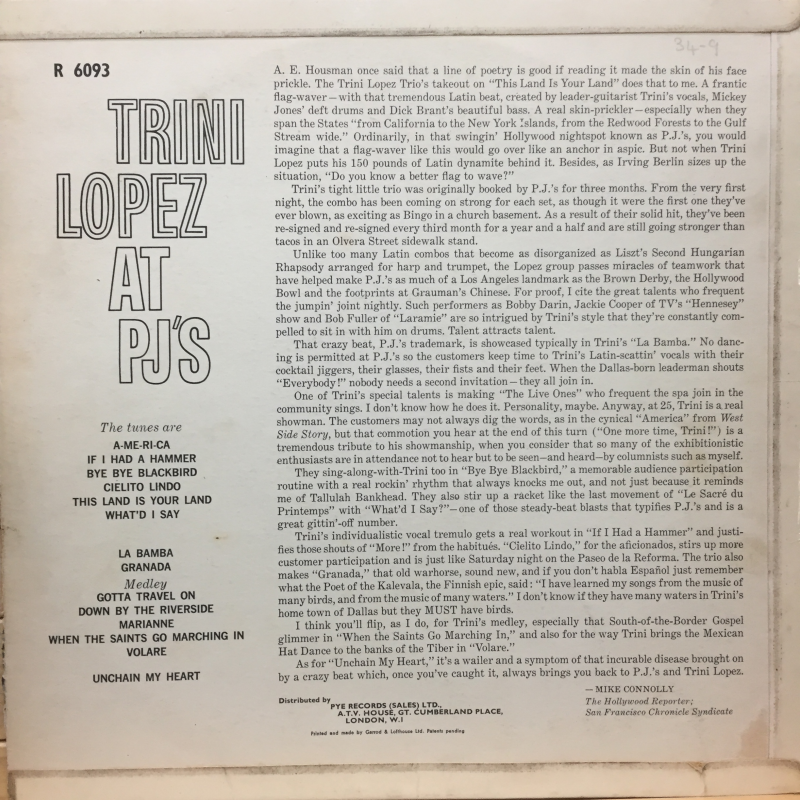 34-9
R 6093
TRINI
LOPEZ
AT
PJ'S
The tunes are
A-ME-RI-CA
IF I HAD A HAMMER
BYE BYE BLACKBIRD
CIELITO LINDO
THIS LAND IS YOUR LAND
WHAT'D I SAY
LA BAMBA
GRANADA
Medley
GOTTA TRAVEL ON
DOWN BY THE RIVERSIDE
MARIANNE
WHEN THE SAINTS GO MARCHING IN
VOLARE
UNCHAIN MY HEART
A. E. Housman once said that a line of poetry is good if reading it made the skin of his face
prickle. The Trini Lopez Trio's takeout on "This Land Is Your Land" does that to me. A frantic
flag-waver—with that tremendous Latin beat, created by leader-guitarist Trini's vocals, Mickey
Jones' deft drums and Dick Brant's beautiful bass. A real skin-prickler—especially when they
span the States "from California to the New York Islands, from the Redwood Forests to the Gulf
Stream wide." Ordinarily, in that swingin' Hollywood nightspot known as P.J.'s, you would
imagine that a flag-waver like this would go over like an anchor in aspic. But not when Trini
Lopez puts his 150 pounds of Latin dynamite behind it. Besides, as Irving Berlin sizes up the
situation, "Do you know a better flag to wave?"
Trini's tight little trio was originally booked by P.J.'s for three months. From the very first
night, the combo has been coming on strong for each set, as though it were the first one they've
ever blown, as exciting as Bingo in a church basement. As a result of their solid hit, they've been
re-signed and re-signed every third month for a year and a half and are still going stronger than
tacos in an Olvera Street sidewalk stand.
Unlike too many Latin combos that become as disorganized as Liszt's Second Hungarian
Rhapsody arranged for harp and trumpet, the Lopez group passes miracles of teamwork that
have helped make P.J.'s as much of a Los Angeles landmark as the Brown Derby, the Hollywood
Bowl and the footprints at Grauman's Chinese. For proof, I cite the great talents who frequent
the jumpin' joint nightly. Such performers as Bobby Darin, Jackie Cooper of TV's "Hennesey"
show and Bob Fuller of "Laramie" are so intrigued by Trini's style that they're constantly com-
pelled to sit in with him on drums. Talent attracts talent.
That crazy beat, P.J.'s trademark, is showcased typically in Trini's "La Bamba." No danc-
ing is permitted at P.J.'s so the customers keep time to Trini's Latin-scattin' vocals with their
cocktail jiggers, their glasses, their fists and their feet. When the Dallas-born leaderman shouts
"Everybody!" nobody needs a second invitation—they all join in.
One of Trini's special talents is making "The Live Ones" who frequent the spa join in the
community sings. I don't know how he does it. Personality, maybe. Anyway, at 25, Trini is a real
showman. The customers may not always dig the words, as in the cynical "America" from West
Side Story, but that commotion you hear at the end of this turn ("One more time, Trini!") is a
tremendous tribute to his showmanship, when you consider that so many of the exhibitionistic
enthusiasts are in attendance not to hear but to be seen—and heard—by columnists such as myself.
They sing-along-with-Trini too in "Bye Bye Blackbird," a memorable audience participation
routine with a real rockin' rhythm that always knocks me out, and not just because it reminds
me of Tallulah Bankhead. They also stir up a racket like the last movement of "Le Sacré du
Printemps" with "What'd I Say?"—one of those steady-beat blasts that typifies P.J.'s and is a
great gittin'-off number.
Trini's individualistic vocal tremulo gets a real workout in "If I Had a Hammer" and justi-
fies those shouts of "More!" from the habitués. "Cielito Lindo," for the aficionados, stirs up more
customer participation and is just like Saturday night on the Paseo de la Reforma. The trio also
makes "Granada," that old warhorse, sound new, and if you don't habla Español just remember
what the Poet of the Kalevala, the Finnish epic, said: "I have learned my songs from the music of
many birds, and from the music of many waters." I don't know if they have many waters in Trini's
home town of Dallas but they MUST have birds.
I think you'll flip, as I do, for Trini's medley, especially that South-of-the-Border Gospel
glimmer in "When the Saints Go Marching In," and also for the way Trini brings the Mexican
Hat Dance to the banks of the Tiber in "Volare."
As for "Unchain My Heart," it's a wailer and a symptom of that incurable disease brought on
by a crazy beat which, once you've caught it, always brings you back to P.J.'s and Trini Lopez.
—MIKE CONNOLLY
The Hollywood Reporter;
San Francisco Chronicle Syndicate
Distributed by
PYE RECORDS (SALES) LTD.,
A.T.V. HOUSE, GT. CUMBERLAND PLACE,
LONDON, W.1
Printed and made by Garrod & Lofthouse Ltd. Patents pending